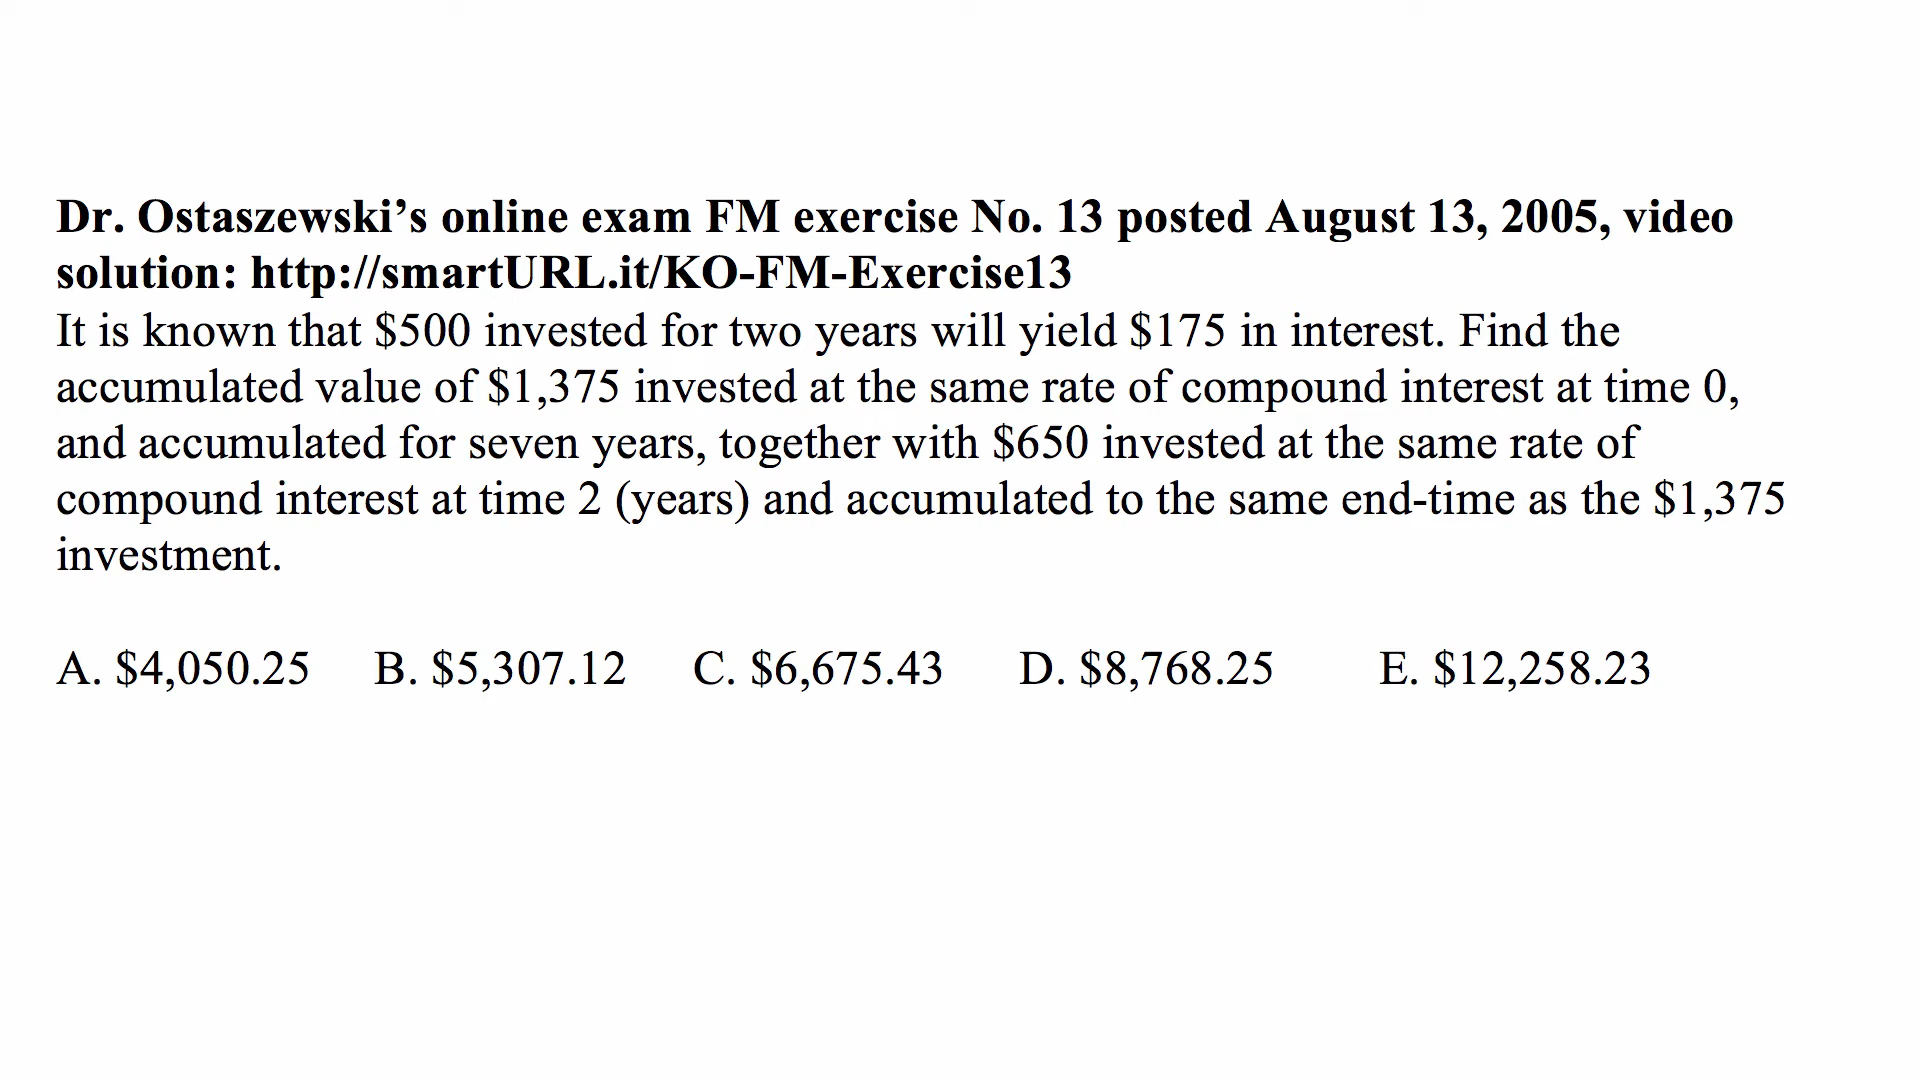 Dr. Ostaszewski’s online exam FM exercise No. 13 posted August 13, 2005, video
solution: http://smartURL.it/KO-FM-Exercise13
It is known that $500 invested for two years will yield $175 in interest. Find the
accumulated value of $1,375 invested at the same rate of compound interest at time 0,
and accumulated for seven years, together with $650 invested at the same rate of
compound interest at time 2 (years) and accumulated to the same end-time as the $1,375
investment.
A. $4,050.25 B. $5,307.12 C. $6,675.43 D. $8,768.25 E. $12,258.23